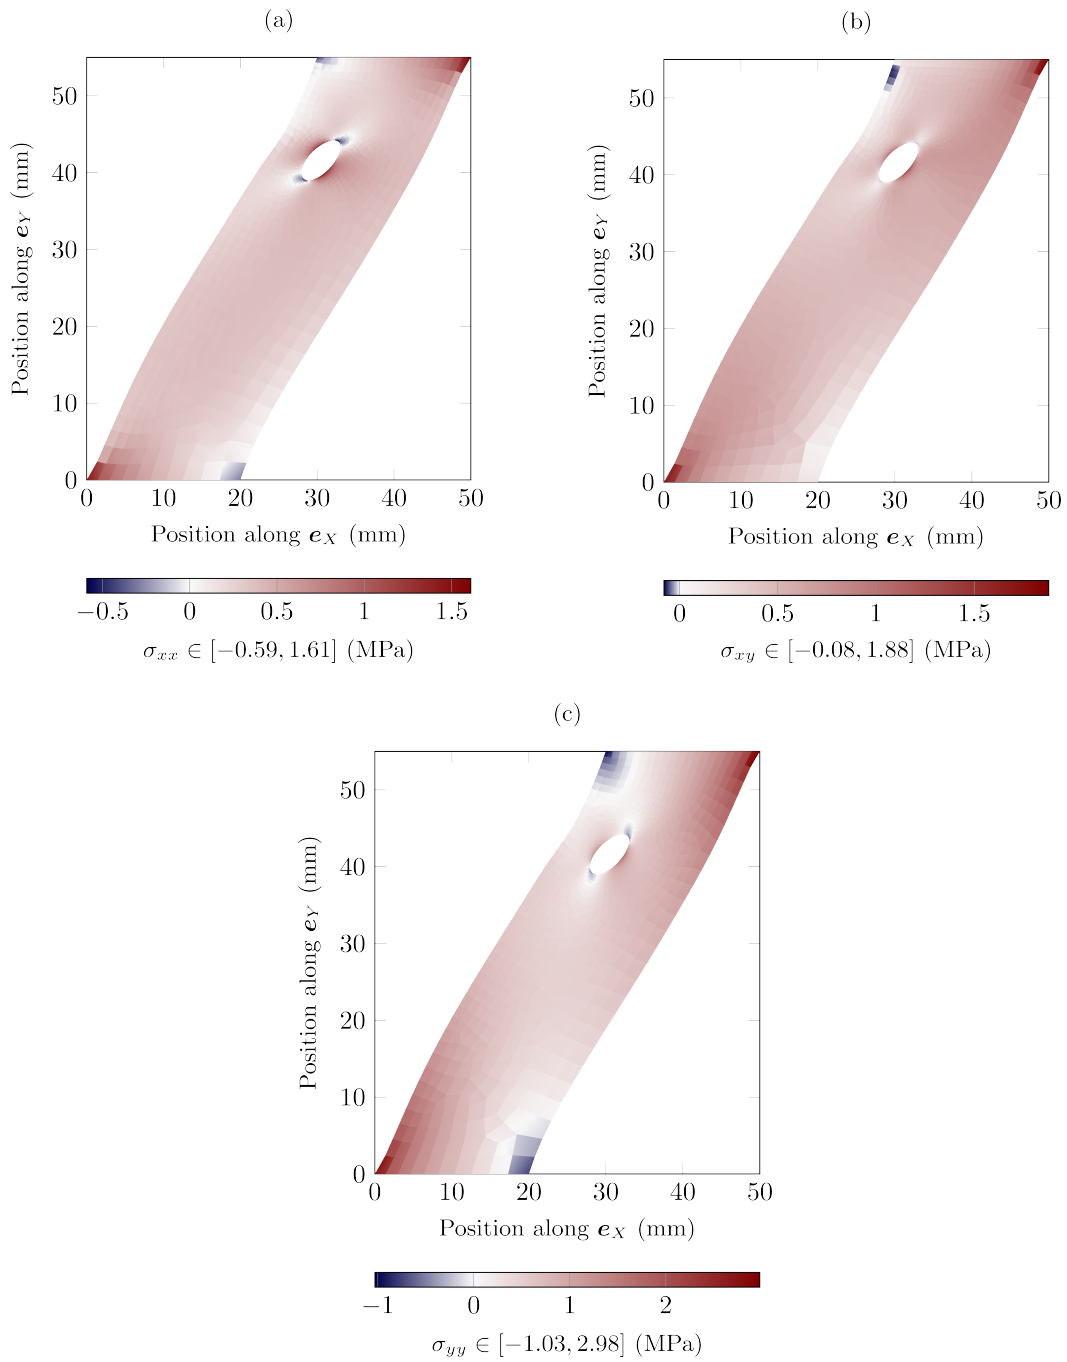 (a)
50
40
30
20
10
0
Position along e_Y (mm)
0 10 20 30 40 50
Position along e_X (mm)
−0.5 0 0.5 1 1.5
σ_xx ∈ [−0.59, 1.61] (MPa)
(b)
50
40
30
20
10
0
Position along e_Y (mm)
0 10 20 30 40 50
Position along e_X (mm)
0 0.5 1 1.5
σ_xy ∈ [−0.08, 1.88] (MPa)
(c)
50
40
30
20
10
0
Position along e_Y (mm)
0 10 20 30 40 50
Position along e_X (mm)
−1 0 1 2
σ_yy ∈ [−1.03, 2.98] (MPa)